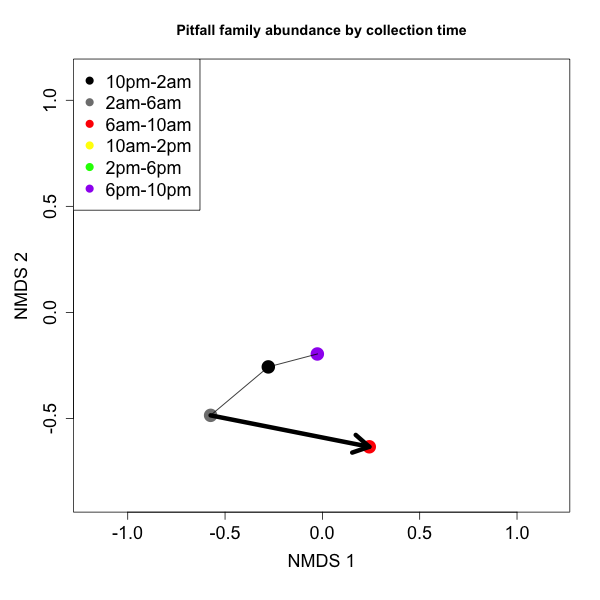 Pitfall family abundance by collection time
10pm-2am
2am-6am
6am-10am
10am-2pm
2pm-6pm
6pm-10pm
1.0
0.5
0.0
-0.5
NMDS 2
-1.0 -0.5 0.0 0.5 1.0
NMDS 1